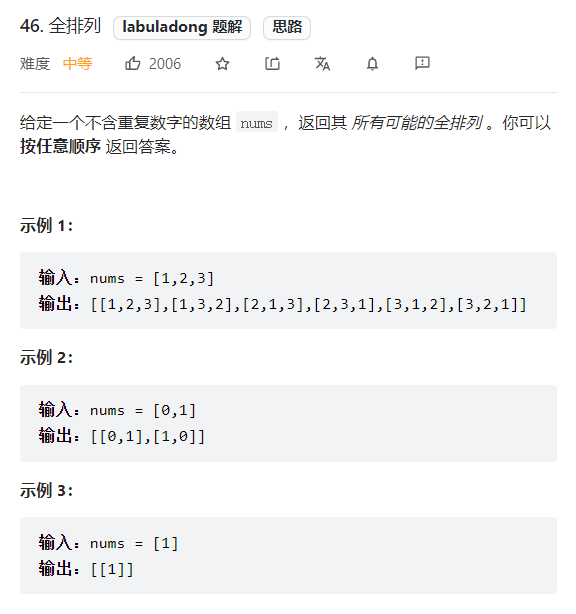 46. 全排列 labuladong 题解 思路
难度 中等 2006
给定一个不含重复数字的数组 nums ，返回其 所有可能的全排列 。你可以
按任意顺序 返回答案。
示例 1：
输入：nums = [1,2,3]
输出：[[1,2,3],[1,3,2],[2,1,3],[2,3,1],[3,1,2],[3,2,1]]
示例 2：
输入：nums = [0,1]
输出：[[0,1],[1,0]]
示例 3：
输入：nums = [1]
输出：[[1]]